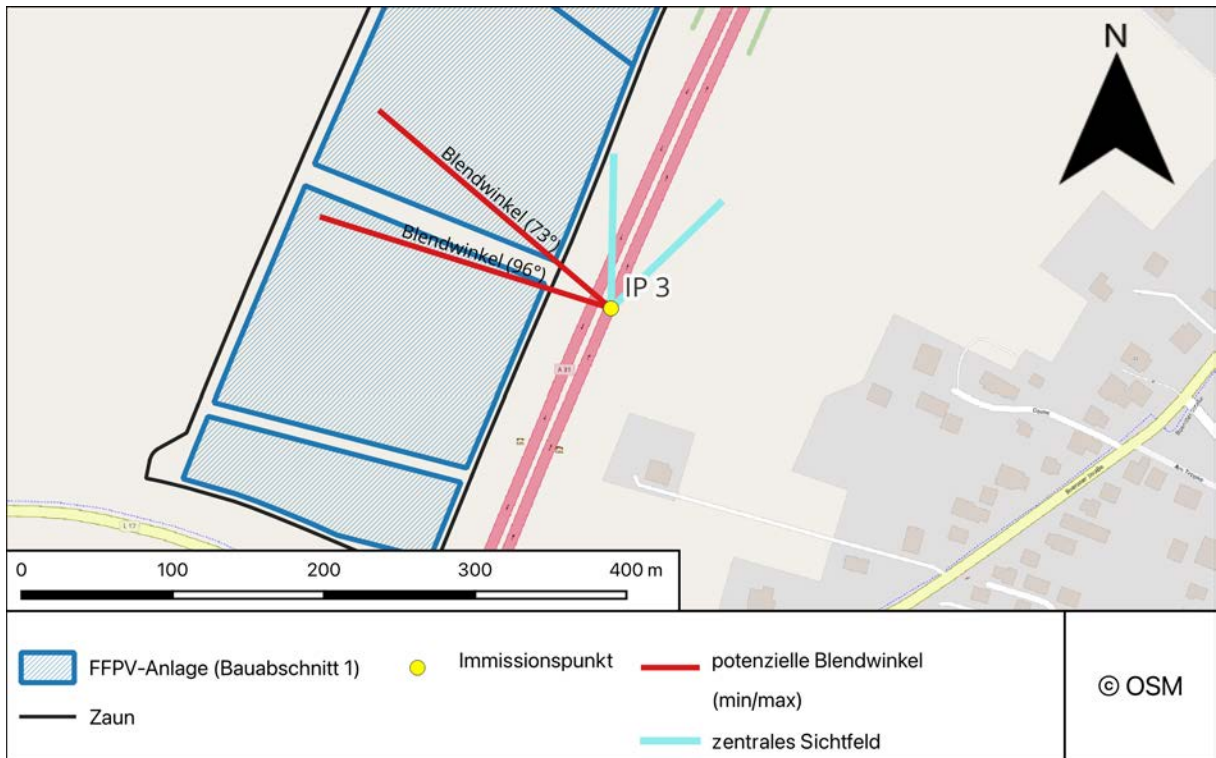 N
Blendwinkel (73°)
Blendwinkel (96°)
IP 3
A 31
L 12
0 100 200 300 400 m
FFPV-Anlage (Bauabschnitt 1)
Zaun
Immissionspunkt
potenzielle Blendwinkel
(min/max)
zentrales Sichtfeld
© OSM